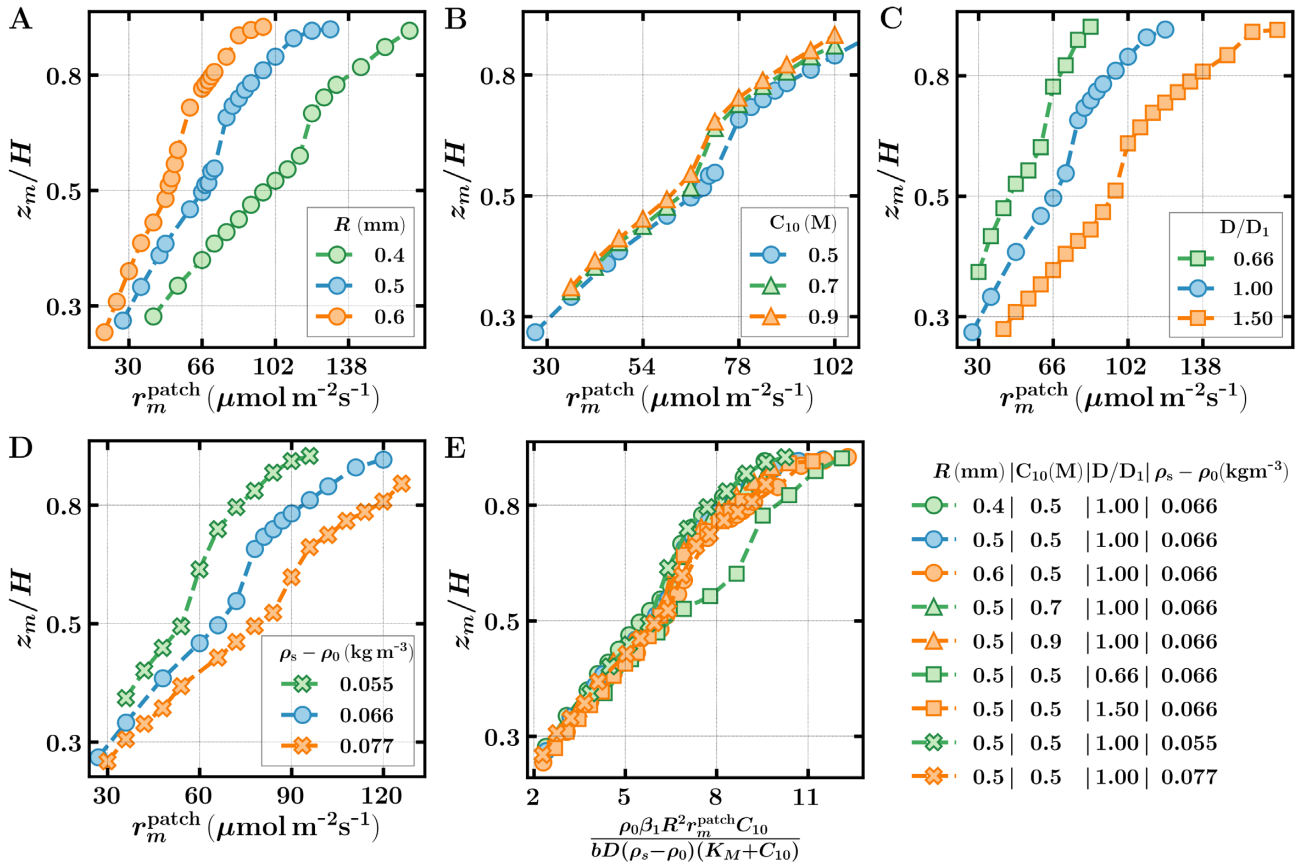 A
z_m/H
0.8
0.5
0.3
R (mm)
0.4
0.5
0.6
30 66 102 138
r_m^patch (μmol m⁻²s⁻¹)
B
z_m/H
0.8
0.5
0.3
C₁₀ (M)
0.5
0.7
0.9
30 54 78 102
r_m^patch (μmol m⁻²s⁻¹)
C
z_m/H
0.8
0.5
0.3
D/D₁
0.66
1.00
1.50
30 66 102 138
r_m^patch (μmol m⁻²s⁻¹)
D
z_m/H
0.8
0.5
0.3
ρ_s − ρ₀ (kg m⁻³)
0.055
0.066
0.077
30 60 90 120
r_m^patch (μmol m⁻²s⁻¹)
E
z_m/H
0.8
0.5
0.3
2 5 8 11
ρ₀β₁R²r_m^patch C₁₀
bD(ρ_s−ρ₀)(K_M+C₁₀)
R (mm)|C₁₀(M)|D/D₁|ρ_s − ρ₀(kgm⁻³)
0.4 | 0.5 |1.00| 0.066
0.5 | 0.5 |1.00| 0.066
0.6 | 0.5 |1.00| 0.066
0.5 | 0.7 |1.00| 0.066
0.5 | 0.9 |1.00| 0.066
0.5 | 0.5 |0.66| 0.066
0.5 | 0.5 |1.50| 0.066
0.5 | 0.5 |1.00| 0.055
0.5 | 0.5 |1.00| 0.077